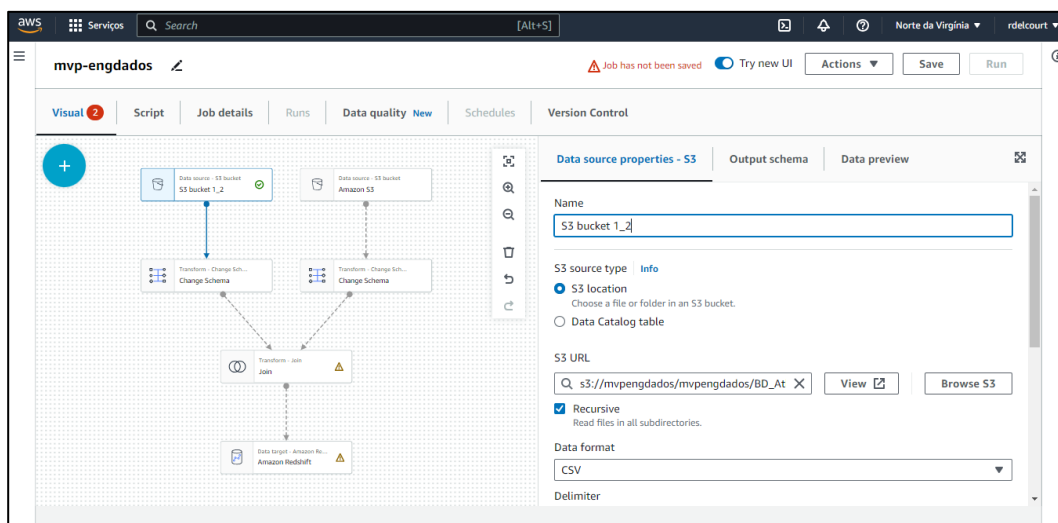 aws
Serviços
Search
[Alt+S]
Norte da Virgínia ▼
rdelcourt ▼
mvp-engdados
Job has not been saved
Try new UI
Actions ▼
Save
Run
Visual 2
Script
Job details
Runs
Data quality New
Schedules
Version Control
Data source - S3 bucket
S3 bucket 1_2
Data source - S3 bucket
Amazon S3
Transform - Change Sch...
Change Schema
Transform - Change Sch...
Change Schema
Transform - Join
Join
Data target - Amazon Re...
Amazon Redshift
Data source properties - S3
Output schema
Data preview
Name
S3 bucket 1_2
S3 source type
Info
S3 location
Choose a file or folder in an S3 bucket.
Data Catalog table
S3 URL
s3://mvpengdados/mvpengdados/BD_At
View
Browse S3
Recursive
Read files in all subdirectories.
Data format
CSV
Delimiter